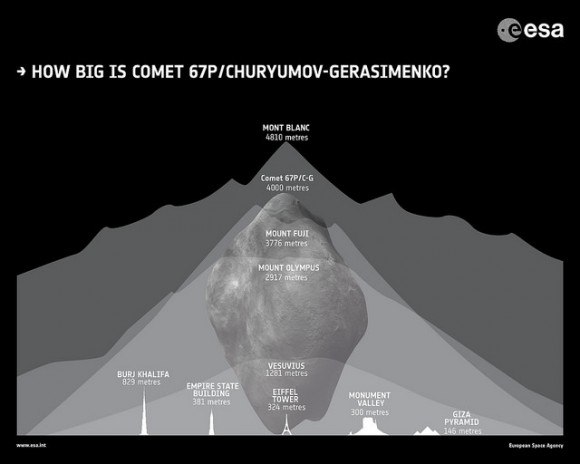 esa
→ HOW BIG IS COMET 67P/CHURYUMOV-GERASIMENKO?
MONT BLANC
4810 metres
Comet 67P/C-G
4000 metres
MOUNT FUJI
3776 metres
MOUNT OLYMPUS
2917 metres
VESUVIUS
1281 metres
BURJ KHALIFA
829 metres
EMPIRE STATE
BUILDING
381 metres
EIFFEL
TOWER
324 metres
MONUMENT
VALLEY
300 metres
GIZA
PYRAMID
146 metres
www.esa.int
European Space Agency